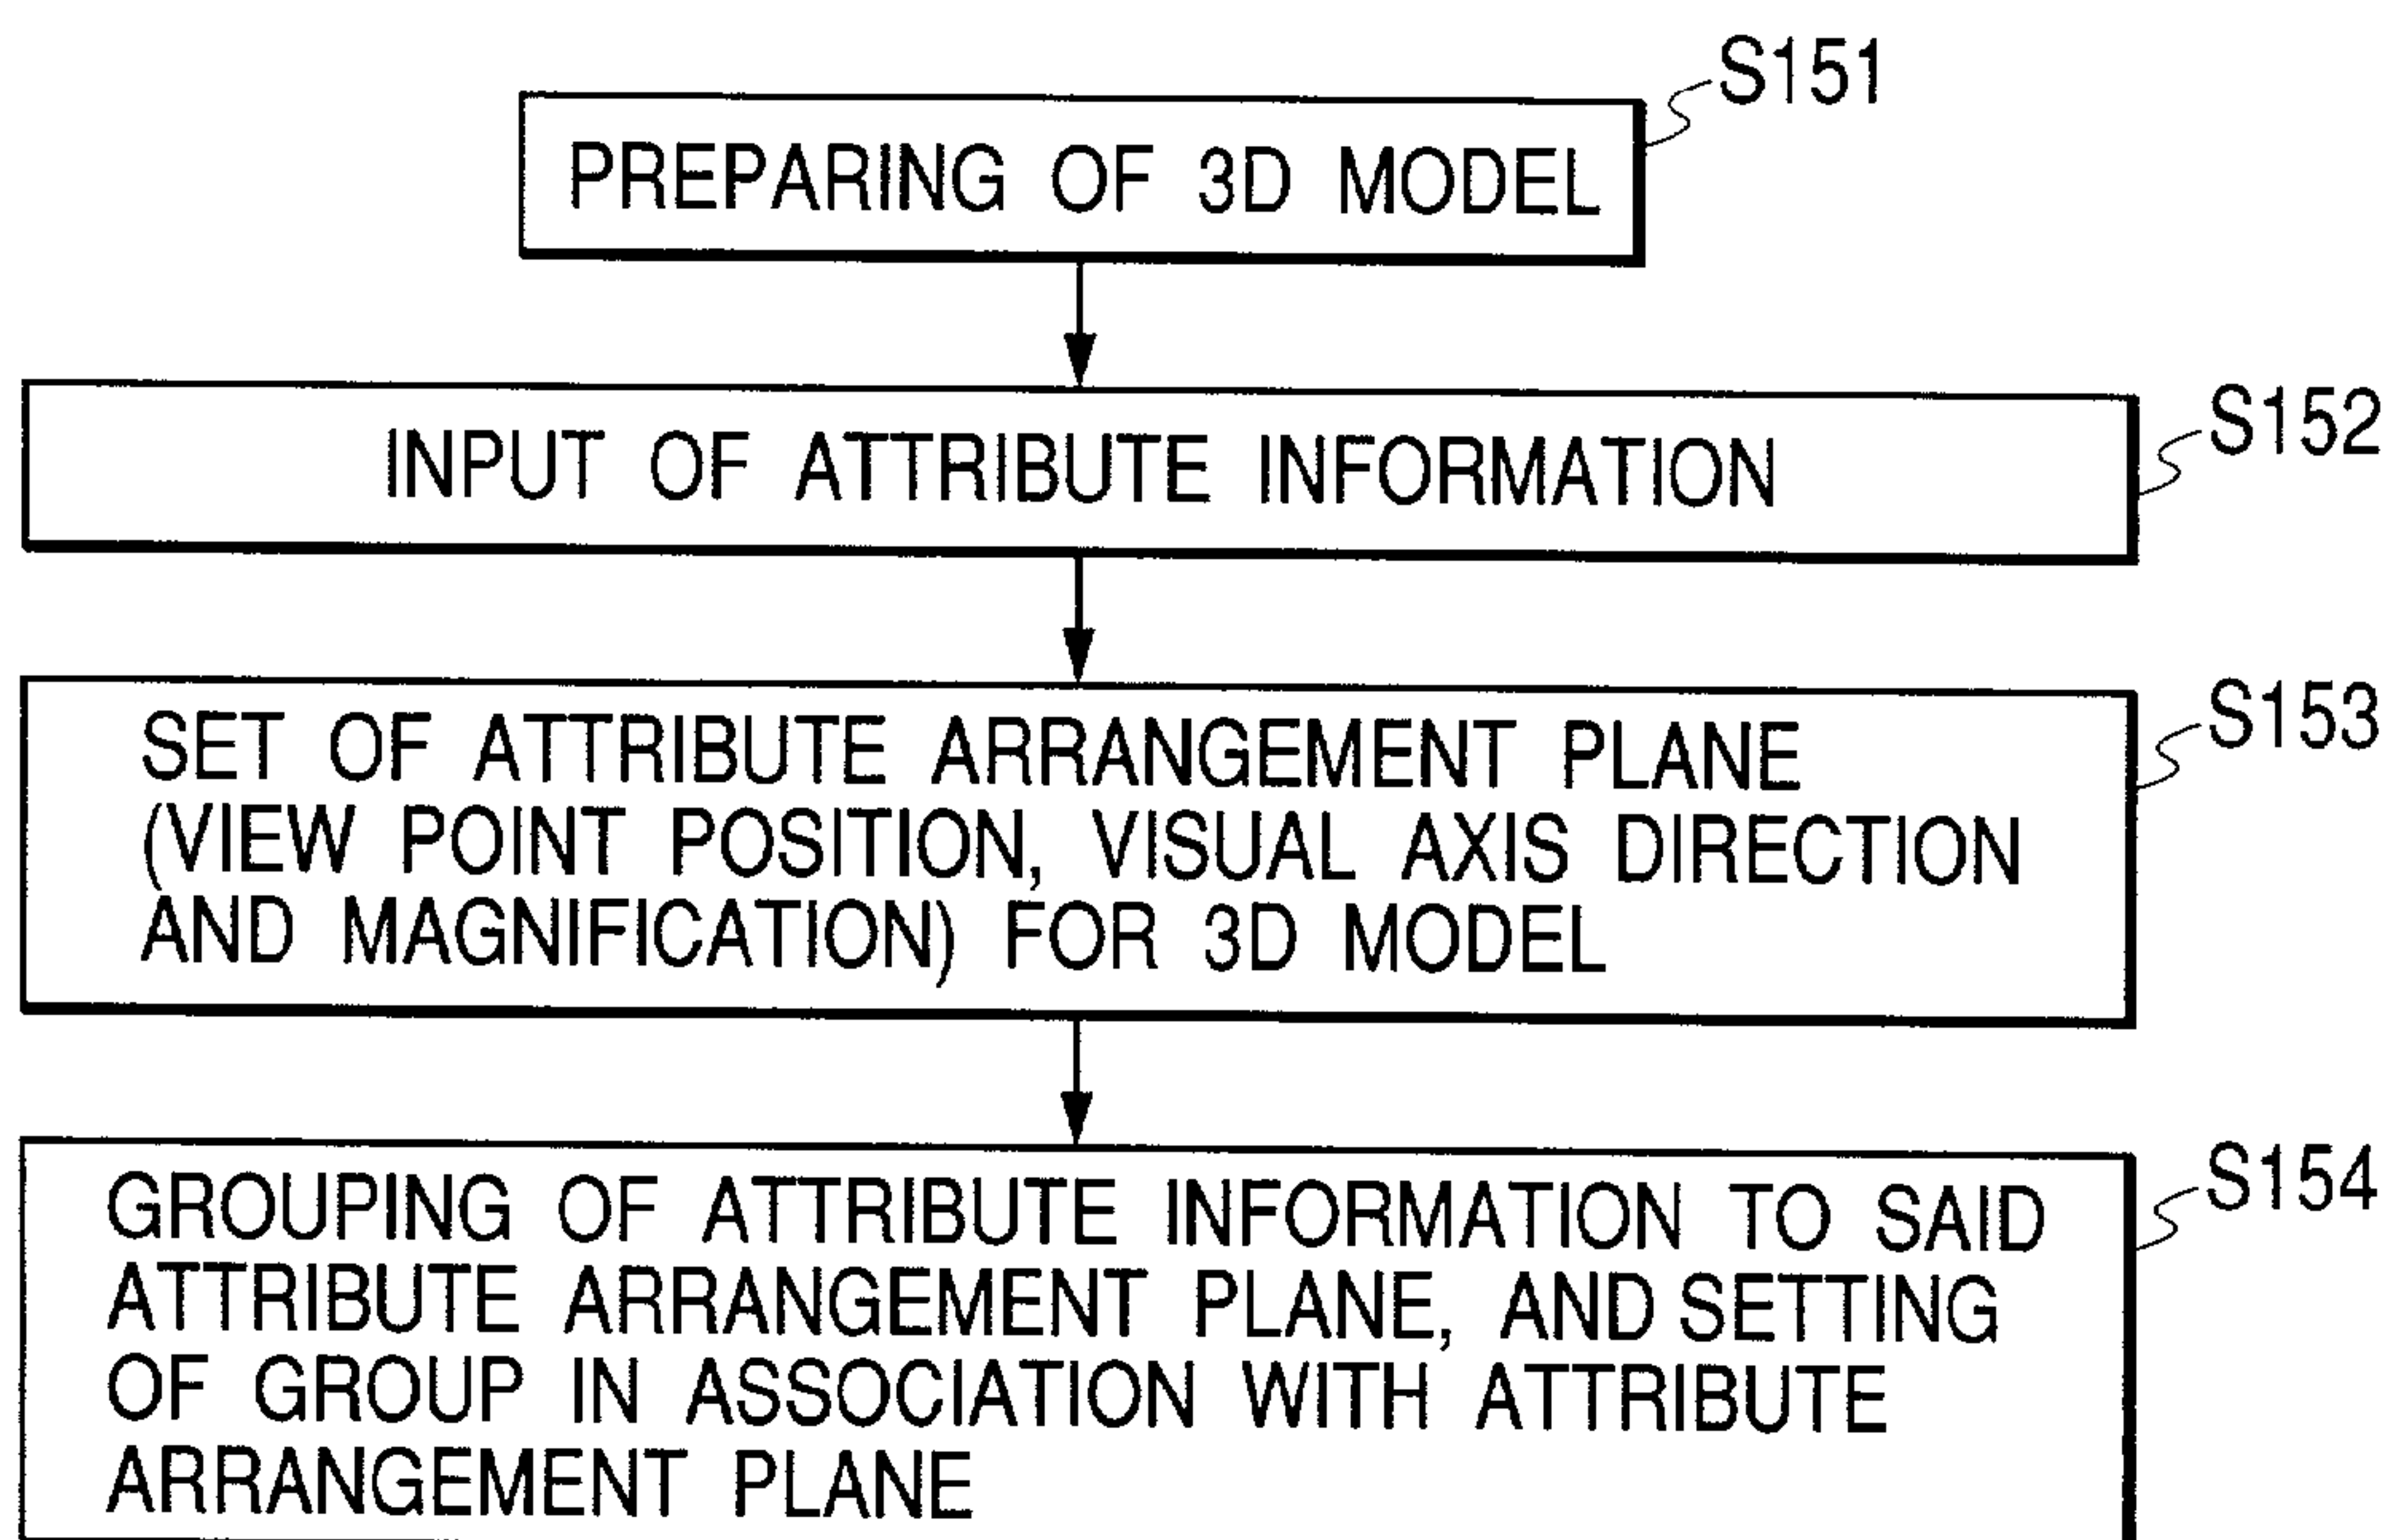 S151
PREPARING OF 3D MODEL
S152
INPUT OF ATTRIBUTE INFORMATION
S153
SET OF ATTRIBUTE ARRANGEMENT PLANE
(VIEW POINT POSITION, VISUAL AXIS DIRECTION
AND MAGNIFICATION) FOR 3D MODEL
S154
GROUPING OF ATTRIBUTE INFORMATION TO SAID
ATTRIBUTE ARRANGEMENT PLANE, AND SETTING
OF GROUP IN ASSOCIATION WITH ATTRIBUTE
ARRANGEMENT PLANE